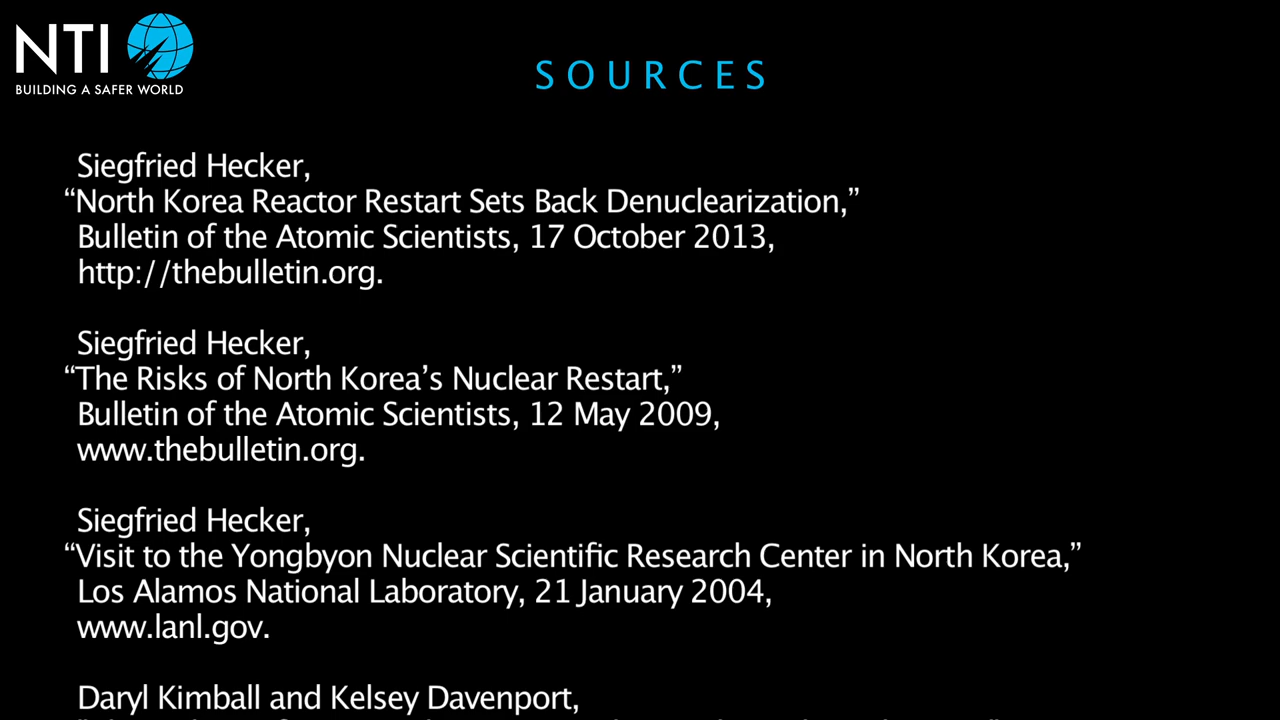 NTI
BUILDING A SAFER WORLD
SOURCES
Siegfried Hecker,
“North Korea Reactor Restart Sets Back Denuclearization,”
Bulletin of the Atomic Scientists, 17 October 2013,
http://thebulletin.org.
Siegfried Hecker,
“The Risks of North Korea’s Nuclear Restart,”
Bulletin of the Atomic Scientists, 12 May 2009,
www.thebulletin.org.
Siegfried Hecker,
“Visit to the Yongbyon Nuclear Scientific Research Center in North Korea,”
Los Alamos National Laboratory, 21 January 2004,
www.lanl.gov.
Daryl Kimball and Kelsey Davenport,